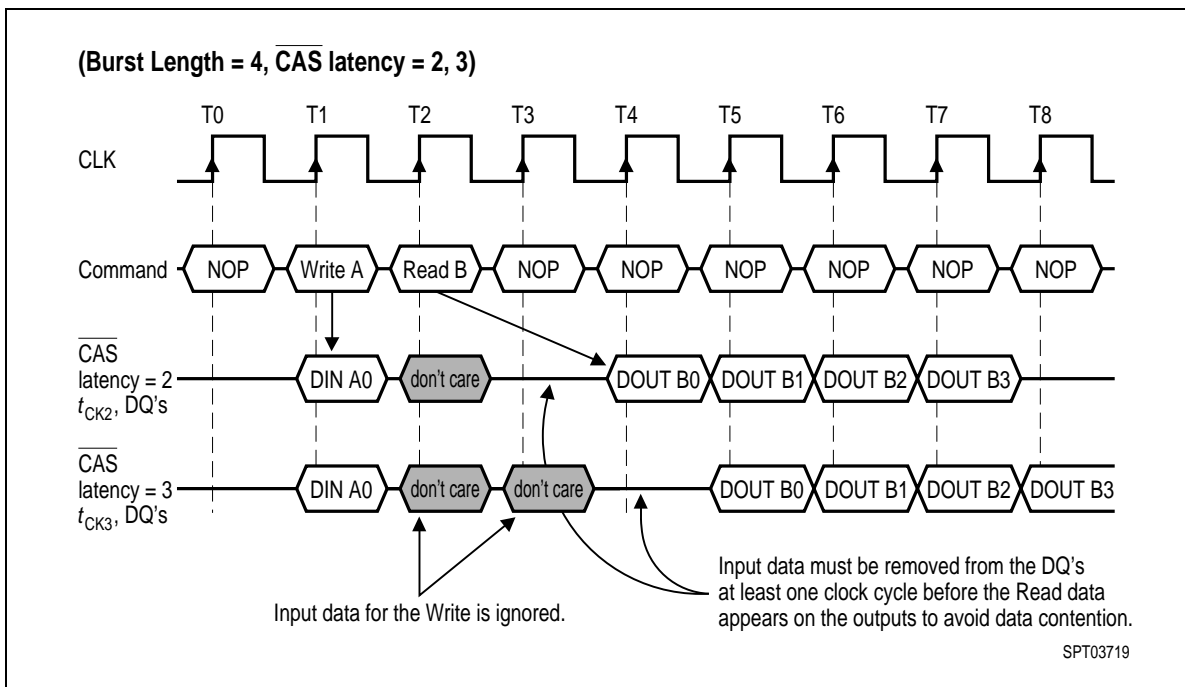 (Burst Length = 4, CAS latency = 2, 3)
T0 T1 T2 T3 T4 T5 T6 T7 T8
CLK
Command NOP Write A Read B NOP NOP NOP NOP NOP NOP
CAS
latency = 2 DIN A0 don't care DOUT B0 DOUT B1 DOUT B2 DOUT B3
tCK2, DQ's
CAS
latency = 3 DIN A0 don't care don't care DOUT B0 DOUT B1 DOUT B2 DOUT B3
tCK3, DQ's
Input data for the Write is ignored.
Input data must be removed from the DQ's
at least one clock cycle before the Read data
appears on the outputs to avoid data contention.
SPT03719